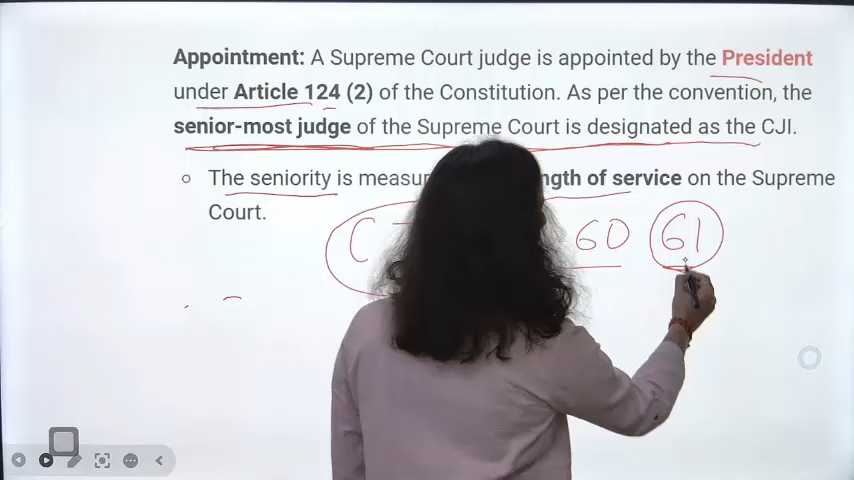 Appointment: A Supreme Court judge is appointed by the President
under Article 124 (2) of the Constitution. As per the convention, the
senior-most judge of the Supreme Court is designated as the CJI.
The seniority is measur ngth of service on the Supreme
Court.
C 60 61